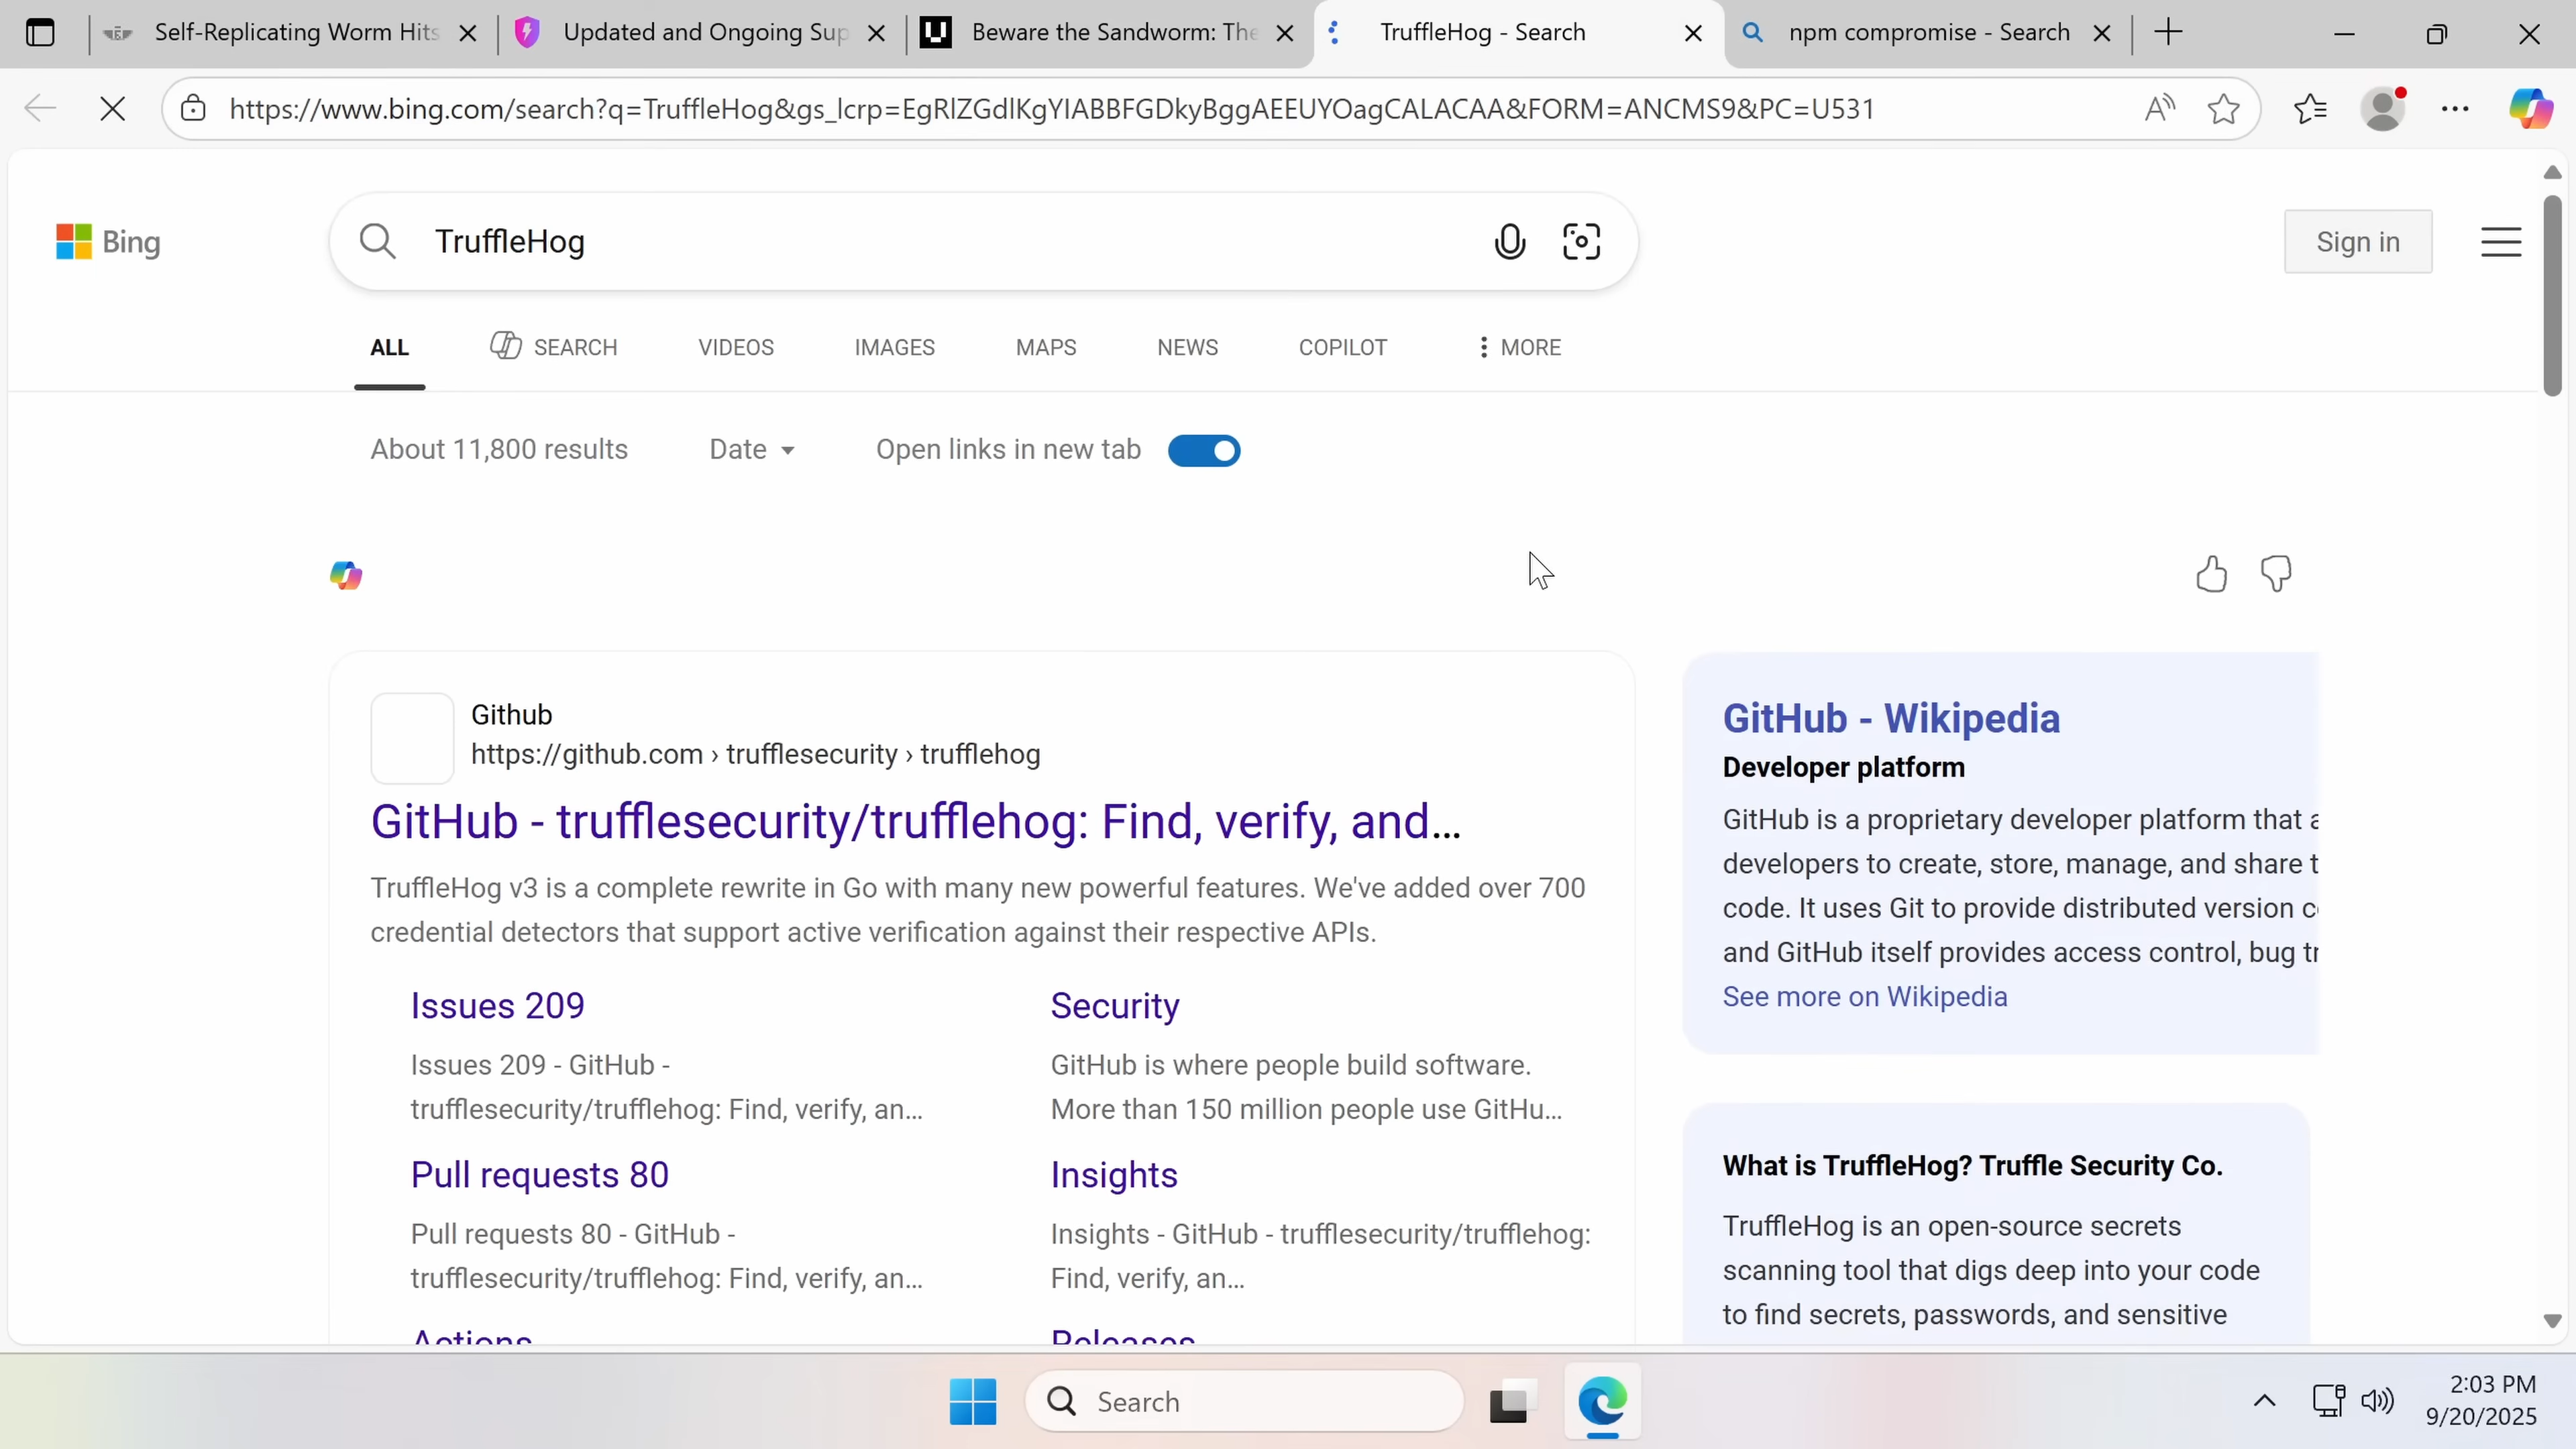 Self-Replicating Worm Hits
Updated and Ongoing Sup
Beware the Sandworm: The
TruffleHog - Search
npm compromise - Search
https://www.bing.com/search?q=TruffleHog&gs_lcrp=EgRlZGdlKgYIABBFGDkyBggAEEUYOagCALACAA&FORM=ANCMS9&PC=U531
Bing
TruffleHog
Sign in
ALL
SEARCH
VIDEOS
IMAGES
MAPS
NEWS
COPILOT
MORE
About 11,800 results
Date
Open links in new tab
Github
https://github.com › trufflesecurity › trufflehog
GitHub - trufflesecurity/trufflehog: Find, verify, and...
TruffleHog v3 is a complete rewrite in Go with many new powerful features. We've added over 700
credential detectors that support active verification against their respective APIs.
Issues 209
Issues 209 - GitHub -
trufflesecurity/trufflehog: Find, verify, an...
Security
GitHub is where people build software.
More than 150 million people use GitHu...
Pull requests 80
Pull requests 80 - GitHub -
trufflesecurity/trufflehog: Find, verify, an...
Insights
Insights - GitHub - trufflesecurity/trufflehog:
Find, verify, an...
Actions
Releases
GitHub - Wikipedia
Developer platform
GitHub is a proprietary developer platform that a
developers to create, store, manage, and share t
code. It uses Git to provide distributed version c
and GitHub itself provides access control, bug tr
See more on Wikipedia
What is TruffleHog? Truffle Security Co.
TruffleHog is an open-source secrets
scanning tool that digs deep into your code
to find secrets, passwords, and sensitive
Search
2:03 PM
9/20/2025